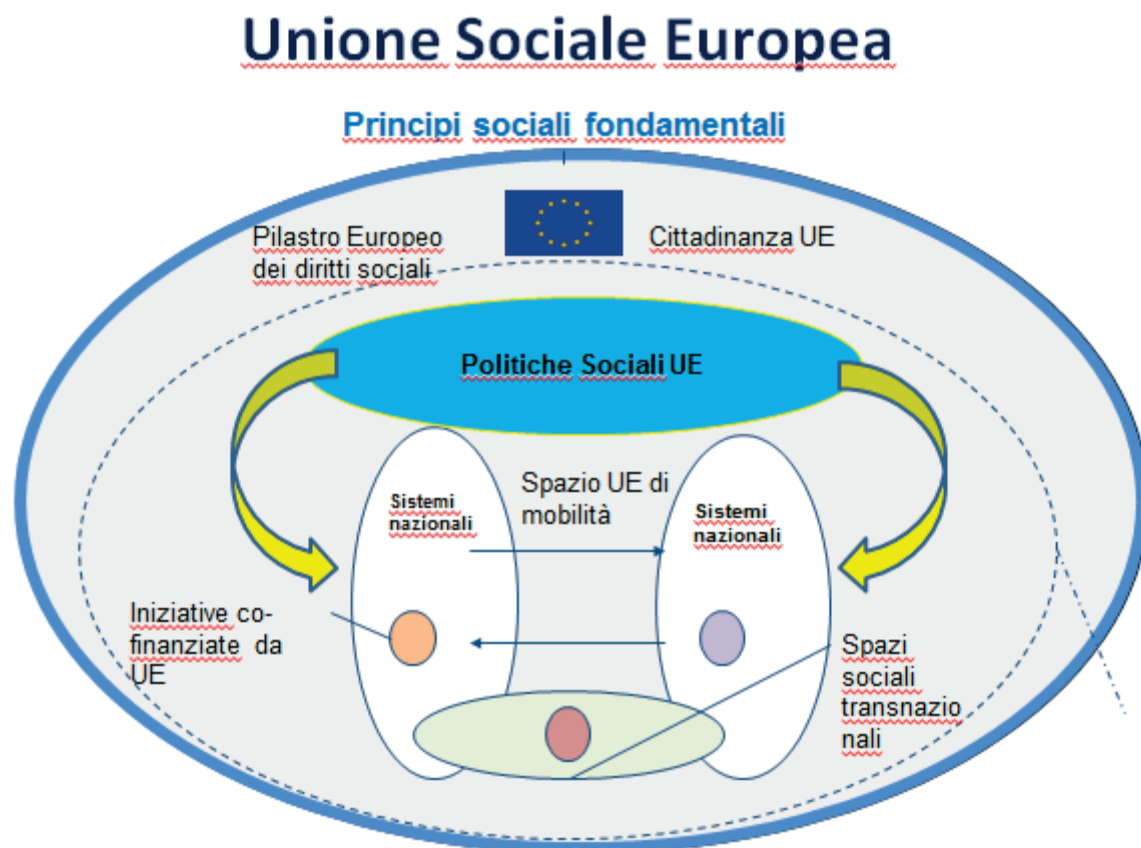 Unione Sociale Europea
Principi sociali fondamentali
Pilastro Europeo
dei diritti sociali
Cittadinanza UE
Politiche Sociali UE
Sistemi
nazionali
Spazio UE di
mobilità
Sistemi
nazionali
Iniziative co-
finanziate da
UE
Spazi
sociali
transnazio
nali